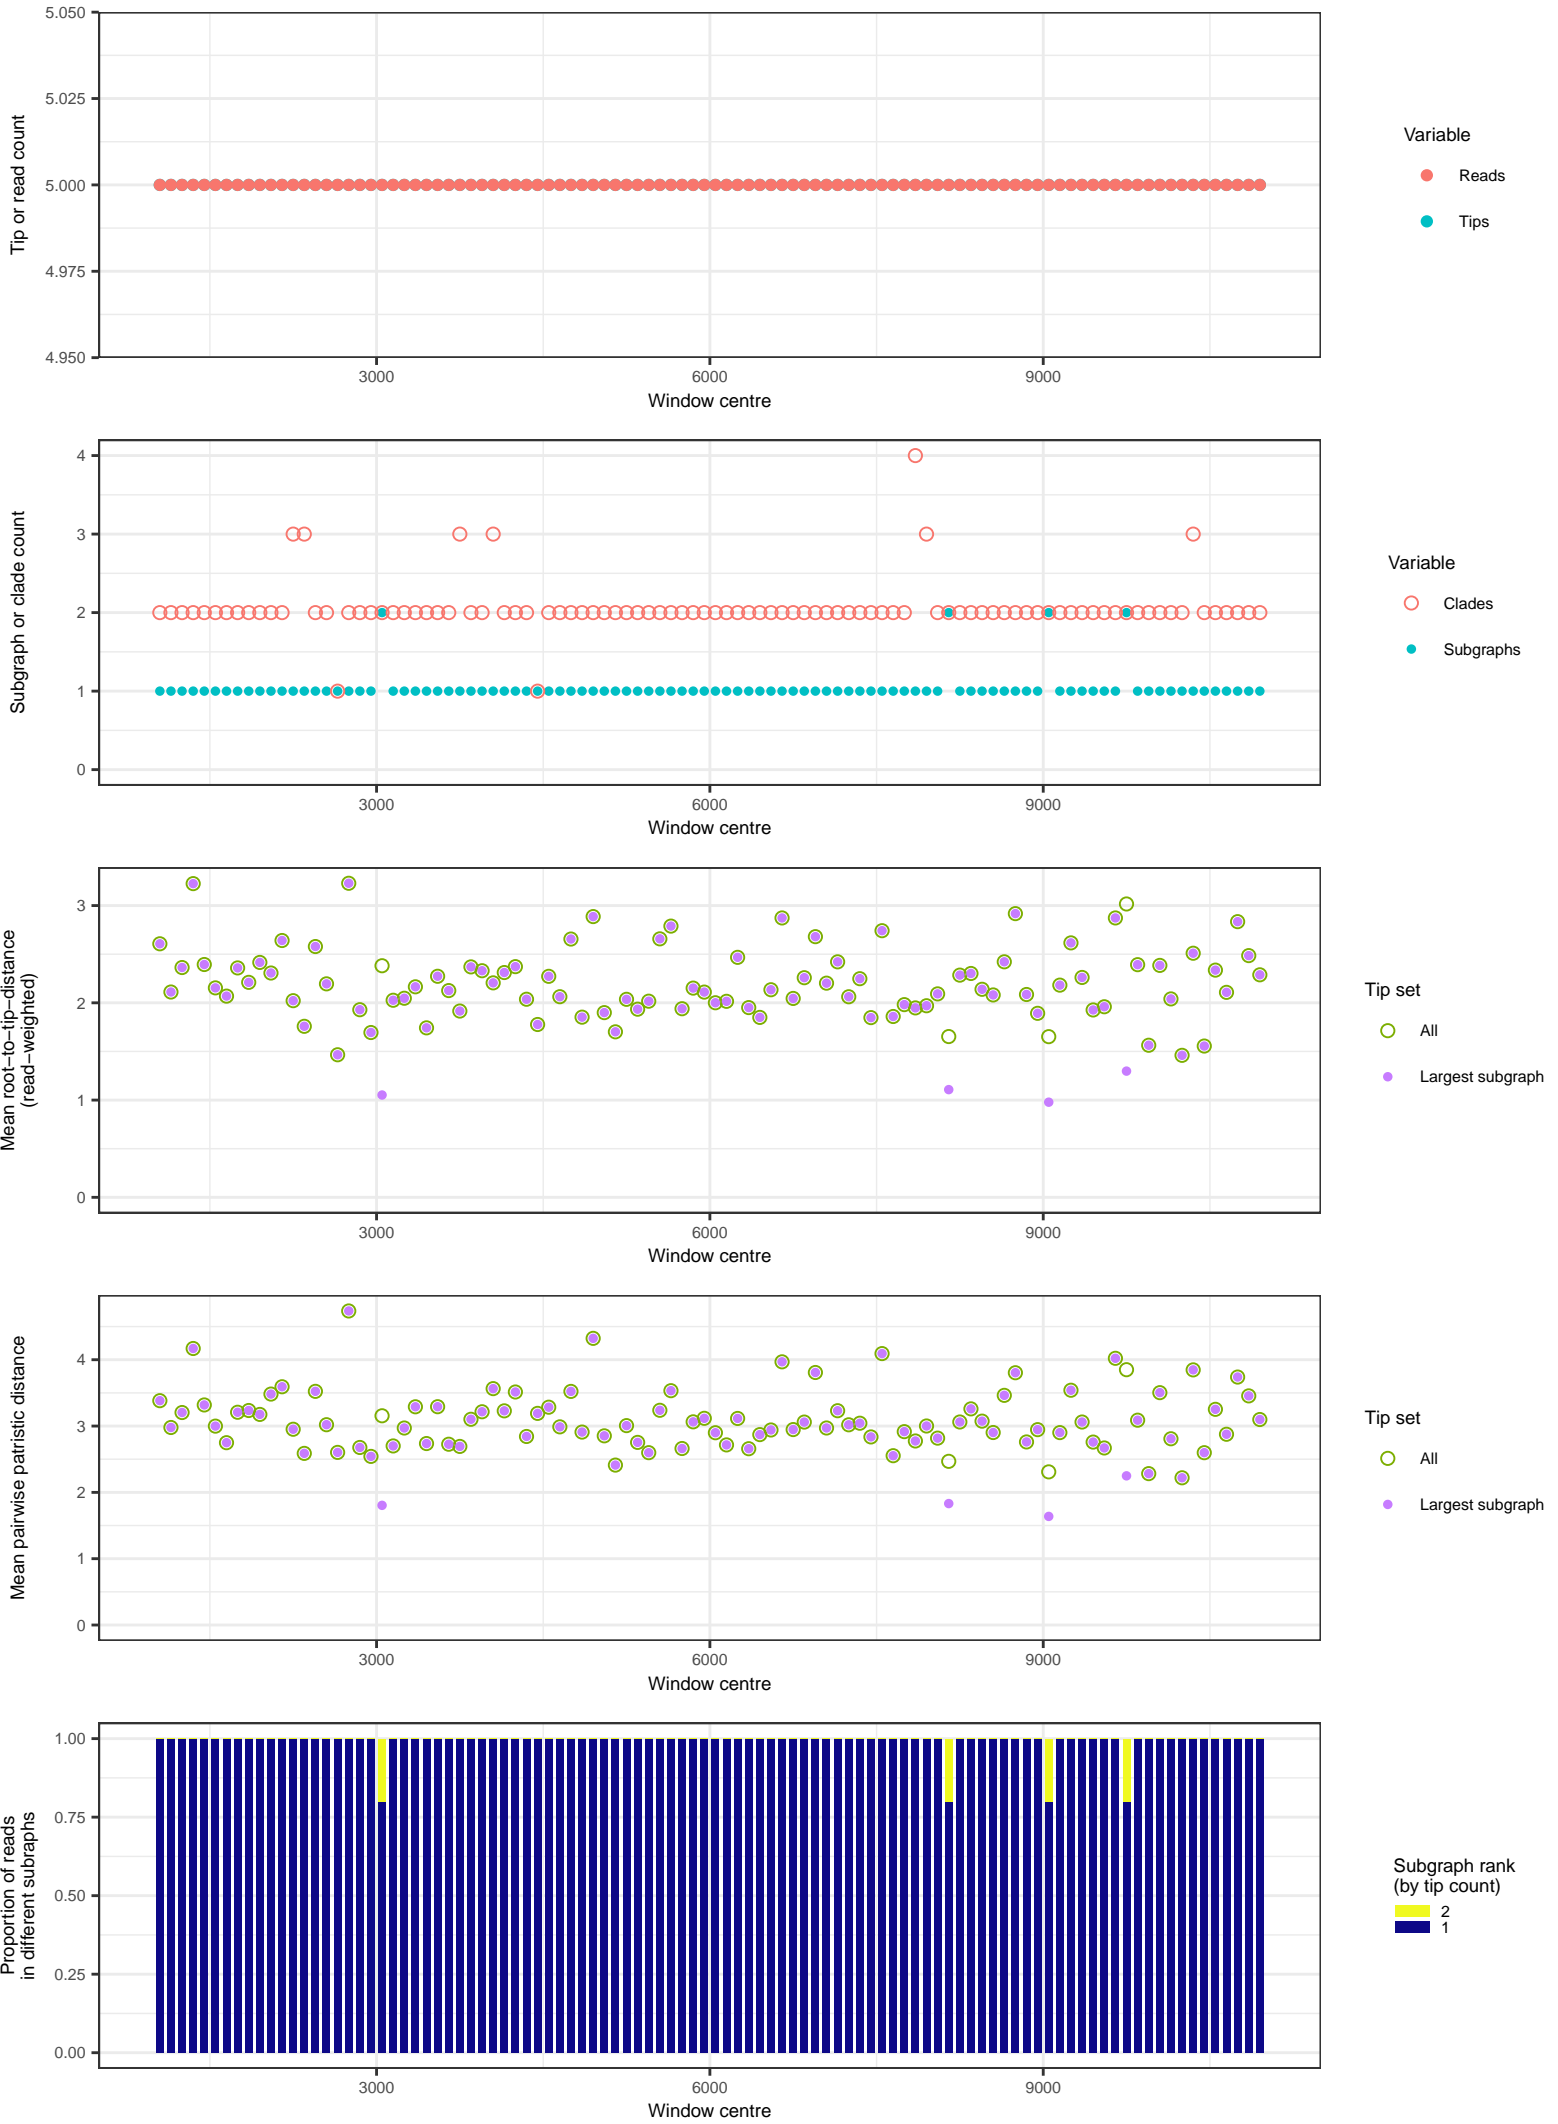 5.050
5.025
5.000
4.975
4.950
Tip or read count
3000
6000
9000
Window centre
Variable
Reads
Tips
4
3
2
1
0
Subgraph or clade count
3000
6000
9000
Window centre
Variable
Clades
Subgraphs
3
2
1
0
Mean root−to−tip−distance
(read−weighted)
3000
6000
9000
Window centre
Tip set
All
Largest subgraph
4
3
2
1
0
Mean pairwise patristic distance
3000
6000
9000
Window centre
Tip set
All
Largest subgraph
1.00
0.75
0.50
0.25
0.00
Proportion of reads
in different subraphs
3000
6000
9000
Window centre
Subgraph rank
(by tip count)
2
1